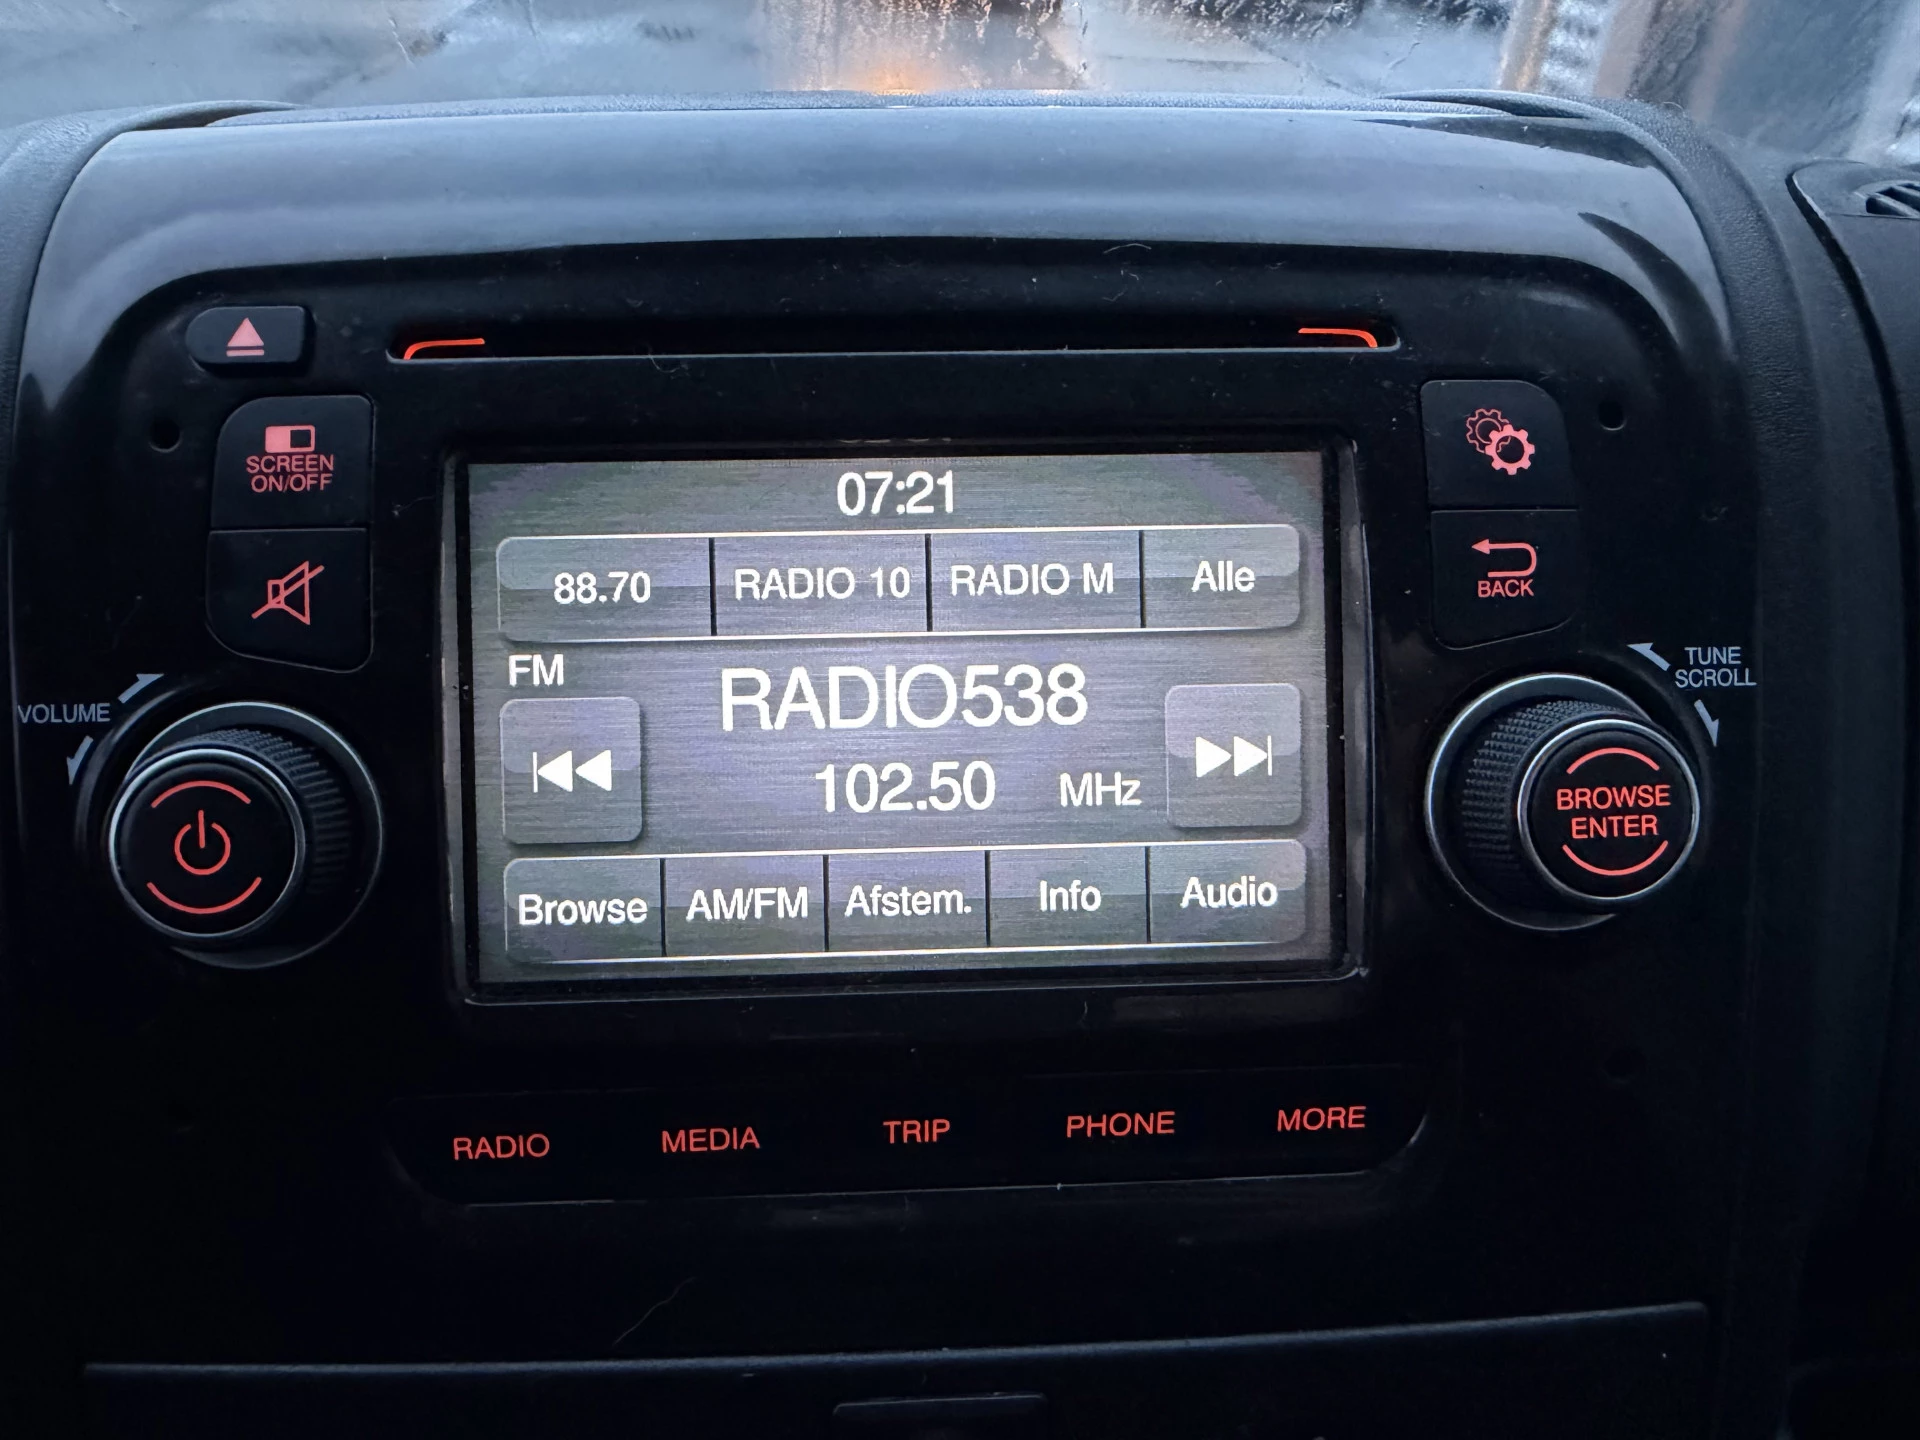 SCREEN
ON/OFF
VOLUME
07:21
88.70 RADIO 10 RADIO M Alle
FM
RADIO538
102.50 MHz
Browse AM/FM Afstem. Info Audio
BACK
TUNE
SCROLL
BROWSE
ENTER
RADIO MEDIA TRIP PHONE MORE